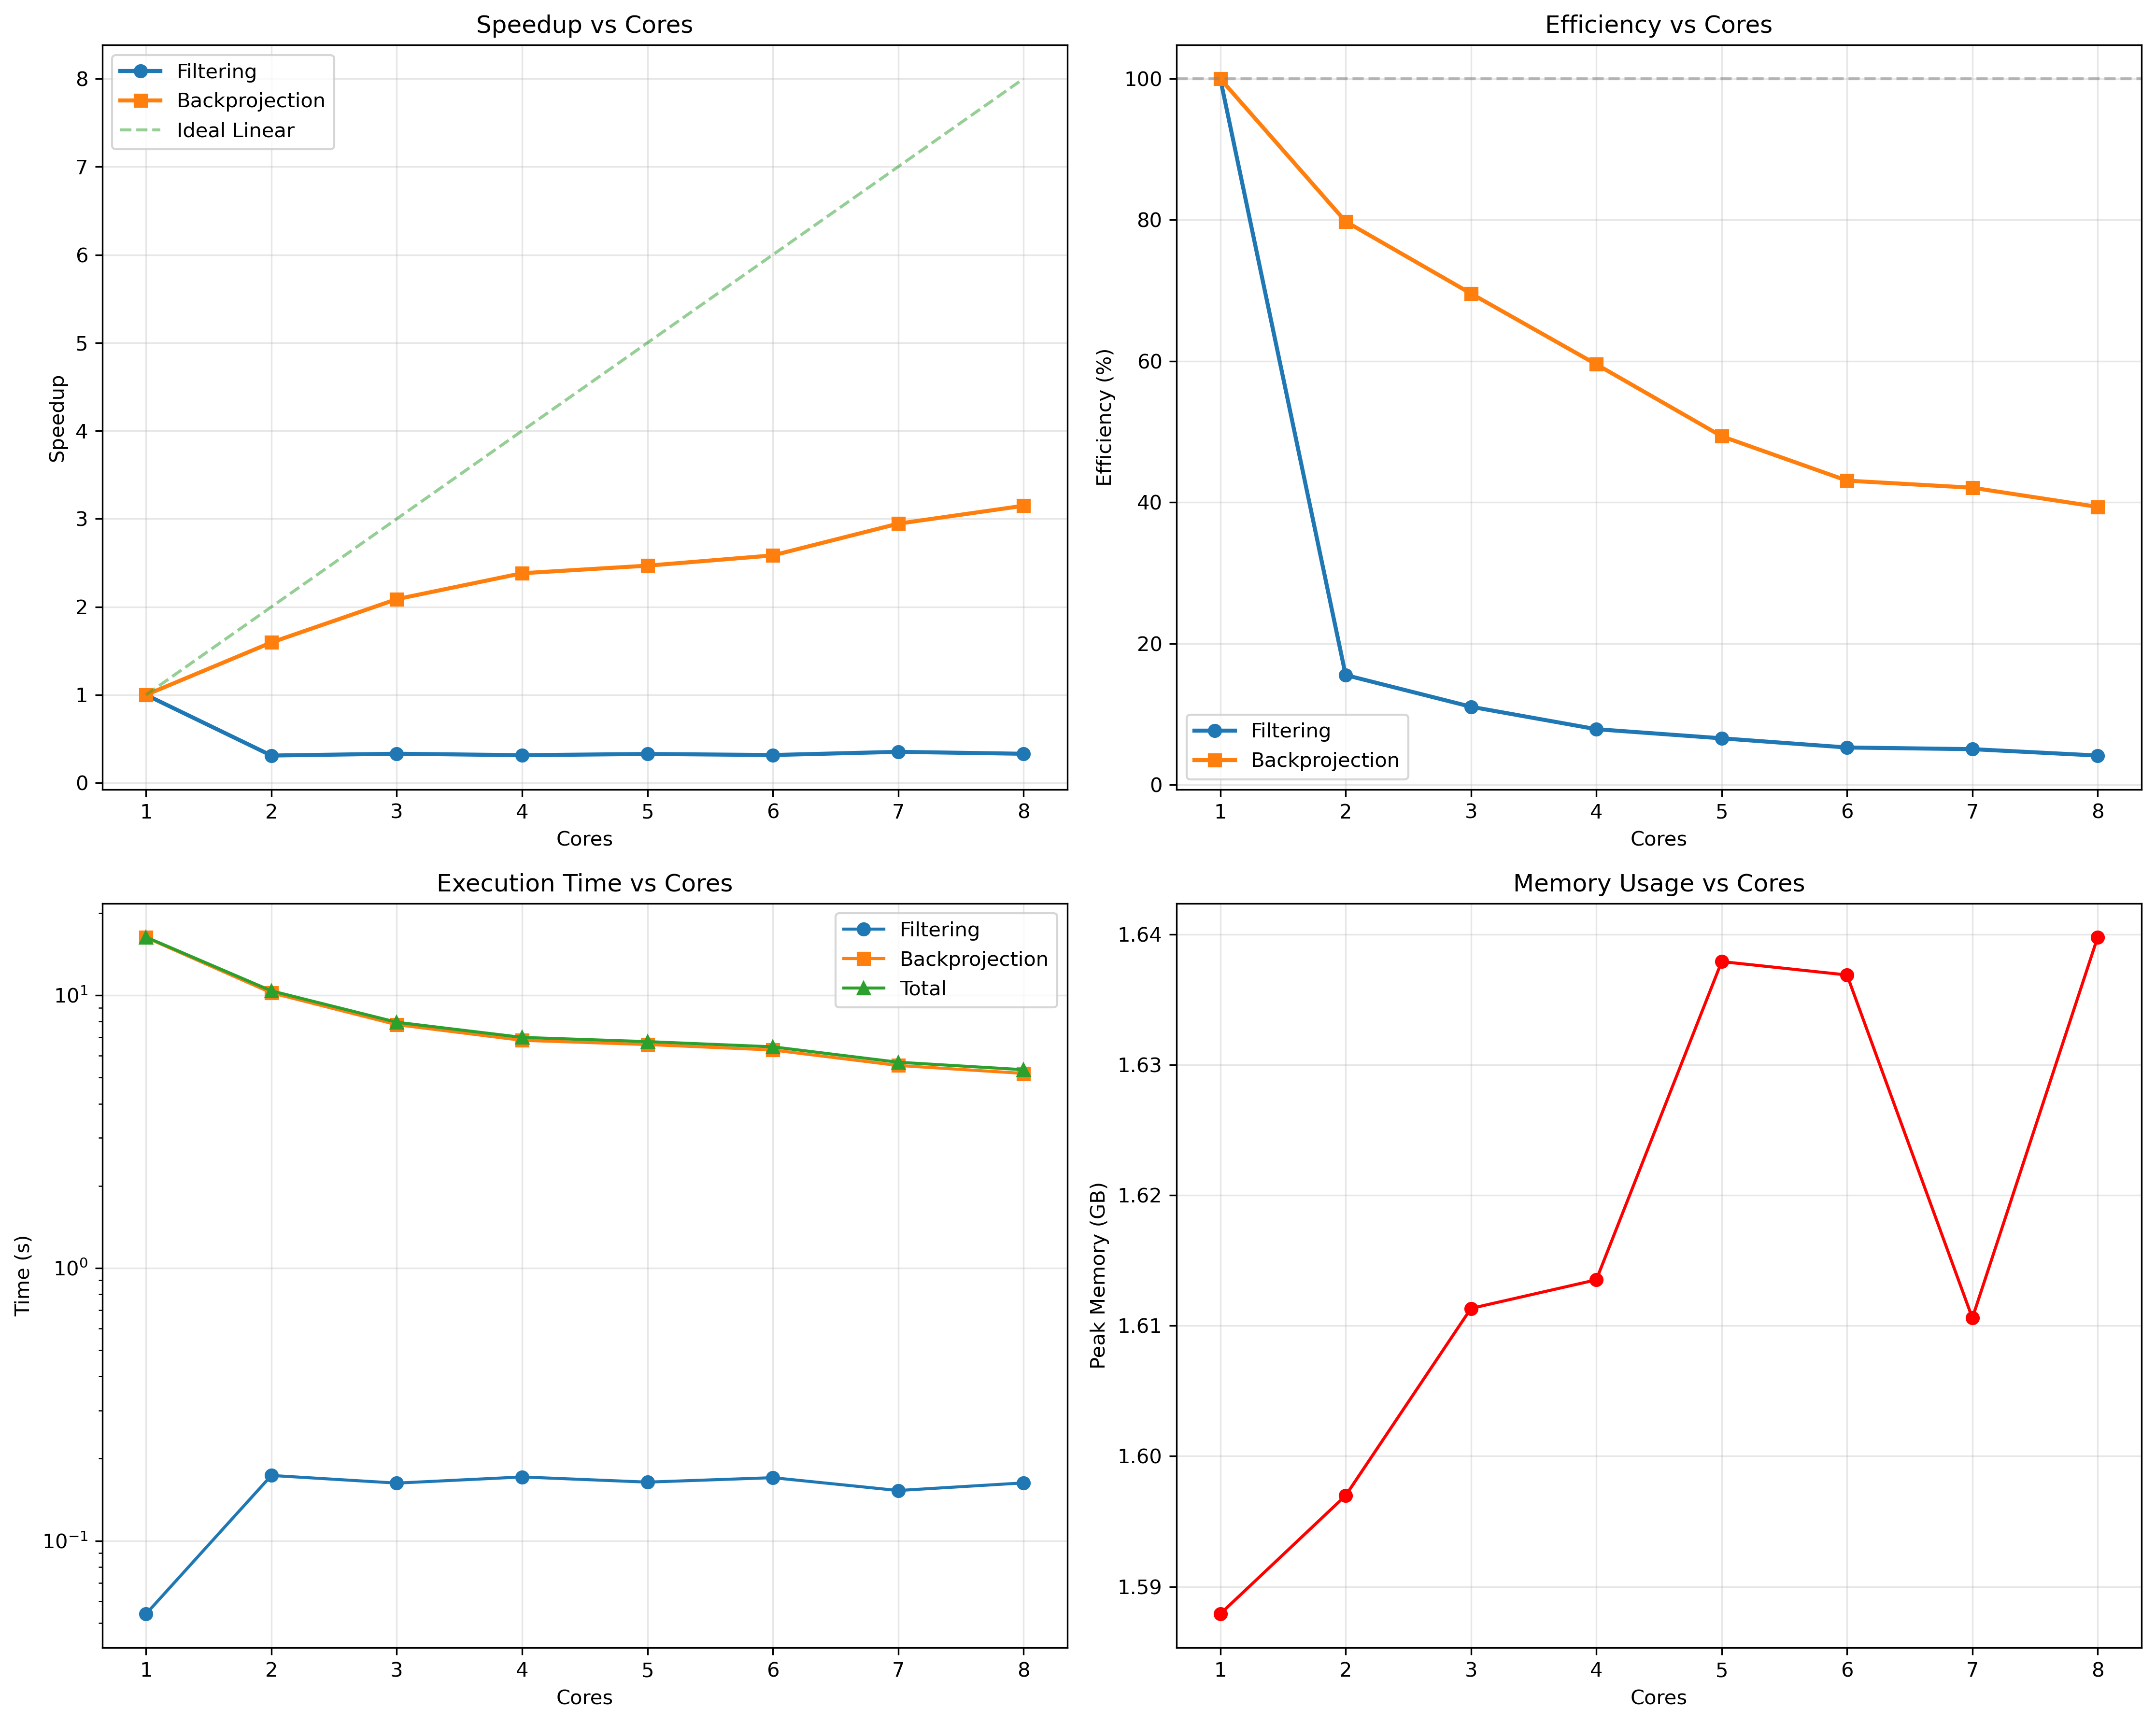 Speedup vs Cores
Filtering
Backprojection
Ideal Linear
8
7
6
5
4
3
2
1
0
Speedup
1 2 3 4 5 6 7 8
Cores
Efficiency vs Cores
100
80
60
40
20
0
Efficiency (%)
Filtering
Backprojection
1 2 3 4 5 6 7 8
Cores
Execution Time vs Cores
Filtering
Backprojection
Total
10¹
10⁰
10⁻¹
Time (s)
1 2 3 4 5 6 7 8
Cores
Memory Usage vs Cores
1.64
1.63
1.62
1.61
1.60
1.59
Peak Memory (GB)
1 2 3 4 5 6 7 8
Cores